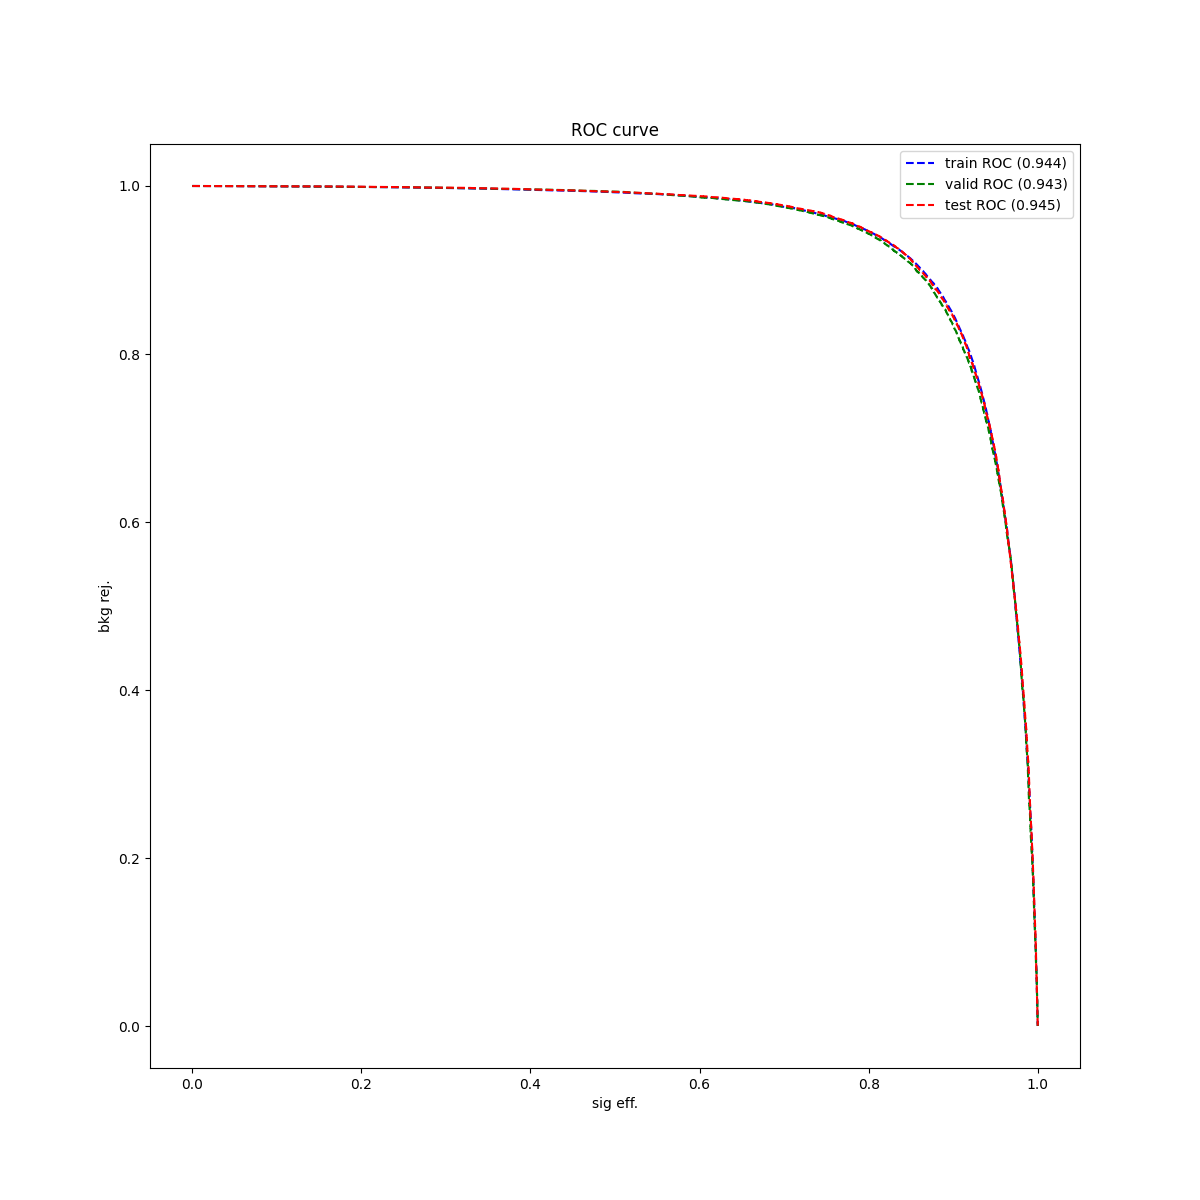 ROC curve
train ROC (0.944)
valid ROC (0.943)
test ROC (0.945)
1.0
0.8
0.6
0.4
0.2
0.0
bkg rej.
0.0 0.2 0.4 0.6 0.8 1.0
sig eff.